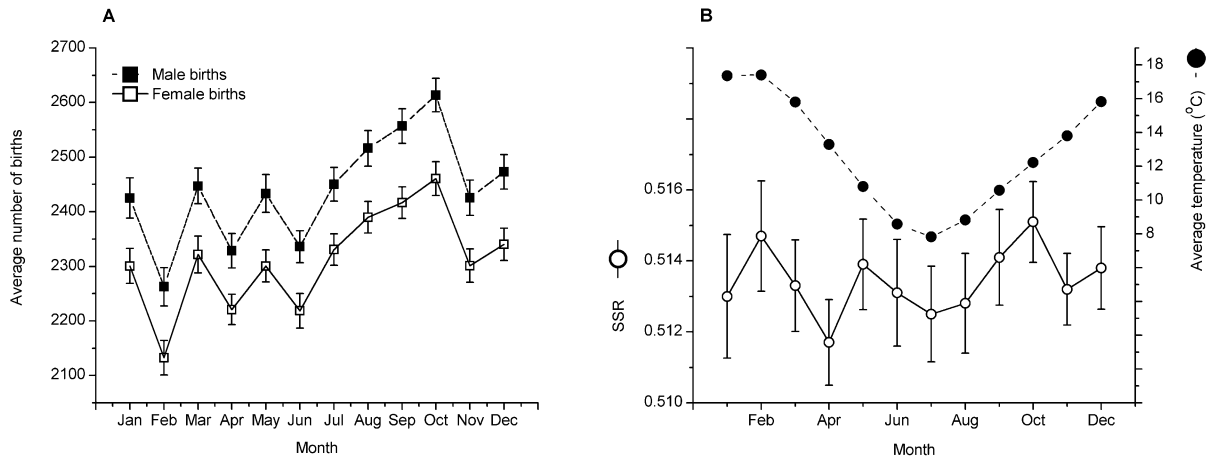 A
2700
2600
2500
2400
2300
2200
2100
Average number of births
Male births
Female births
Jan Feb Mar Apr May Jun Jul Aug Sep Oct Nov Dec
Month
B
0.516
0.514
0.512
0.510
SSR
18
16
14
12
10
8
Average temperature (°C)
Feb Apr Jun Aug Oct Dec
Month